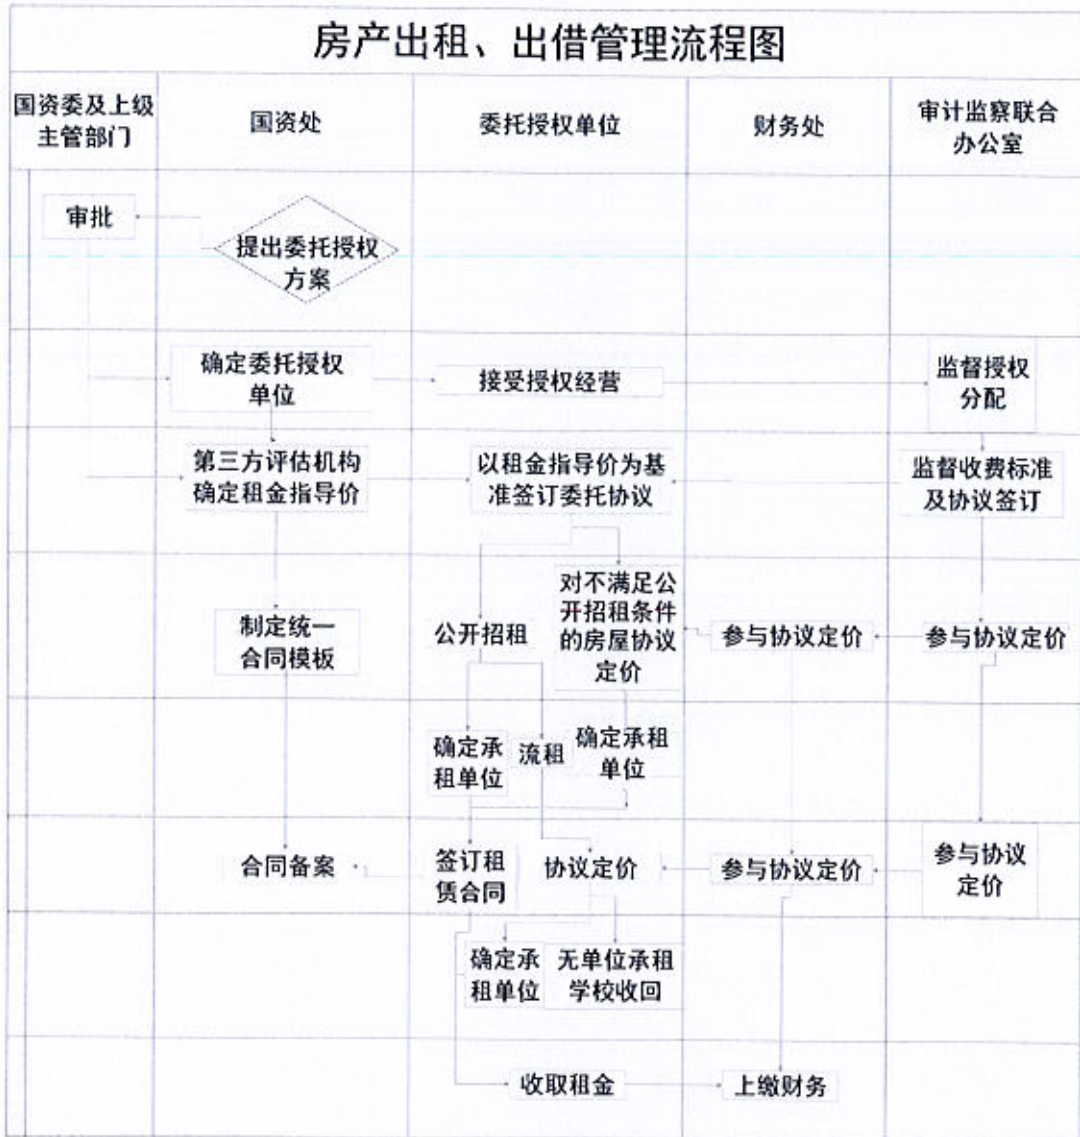 房产出租、出借管理流程图
国资委及上级
主管部门
国资处
委托授权单位
财务处
审计监察联合
办公室
审批
提出委托授权
方案
确定委托授权
单位
接受授权经营
监督授权
分配
第三方评估机构
确定租金指导价
以租金指导价为基
准签订委托协议
监督收费标准
及协议签订
制定统一
合同模板
公开招租
对不满足公
开招租条件
的房屋协议
定价
参与协议定价
参与协议定价
确定承
租单位
流租
确定承租
单位
合同备案
签订租
赁合同
协议定价
参与协议定价
参与协议
定价
确定承
租单位
无单位承租
学校收回
收取租金
上缴财务